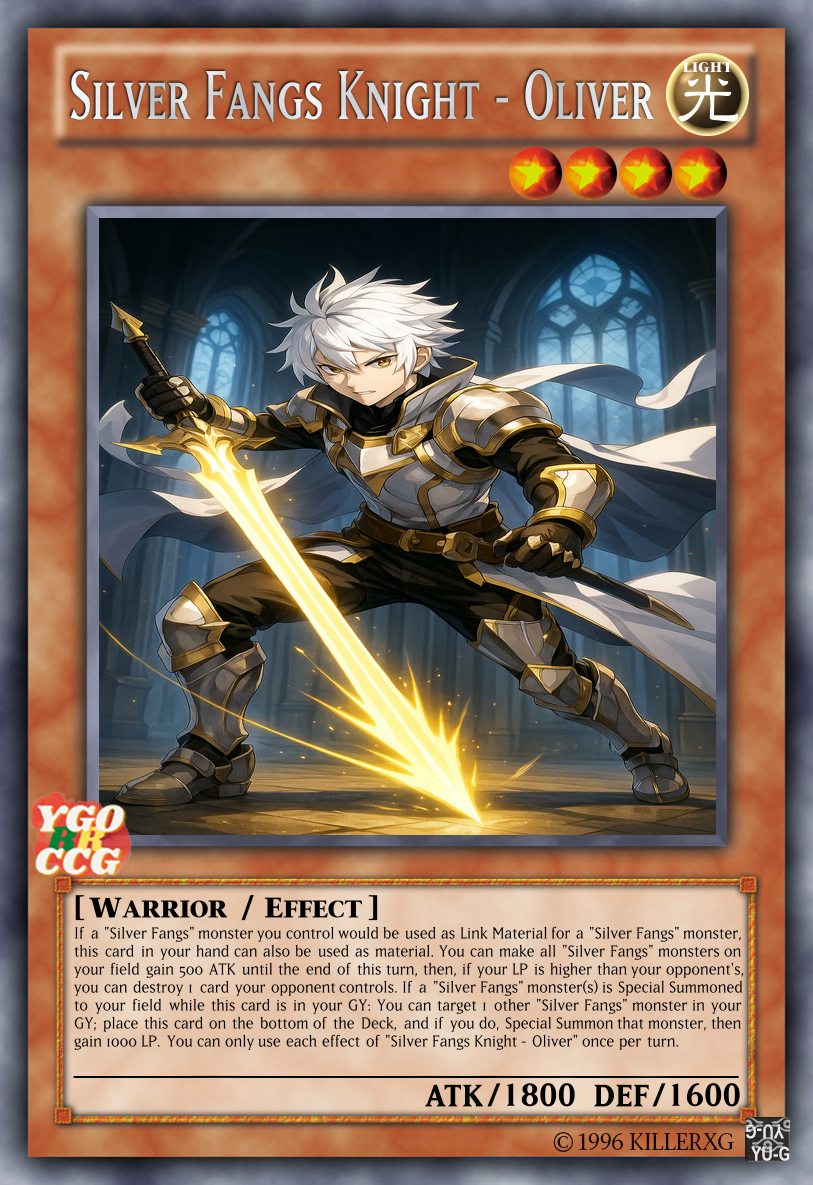 Silver Fangs Knight - Oliver
LIGHT
光
YGO
RR
CCG
[ Warrior / Effect ]
If a "Silver Fangs" monster you control would be used as Link Material for a "Silver Fangs" monster,
this card in your hand can also be used as material. You can make all "Silver Fangs" monsters on
your field gain 500 ATK until the end of this turn, then, if your LP is higher than your opponent's,
you can destroy 1 card your opponent controls. If a "Silver Fangs" monster(s) is Special Summoned
to your field while this card is in your GY: You can target 1 other "Silver Fangs" monster in your
GY; place this card on the bottom of the Deck, and if you do, Special Summon that monster, then
gain 1000 LP. You can only use each effect of "Silver Fangs Knight - Oliver" once per turn.
ATK/1800 DEF/1600
© 1996 KILLERXG
YU-G
YU-G